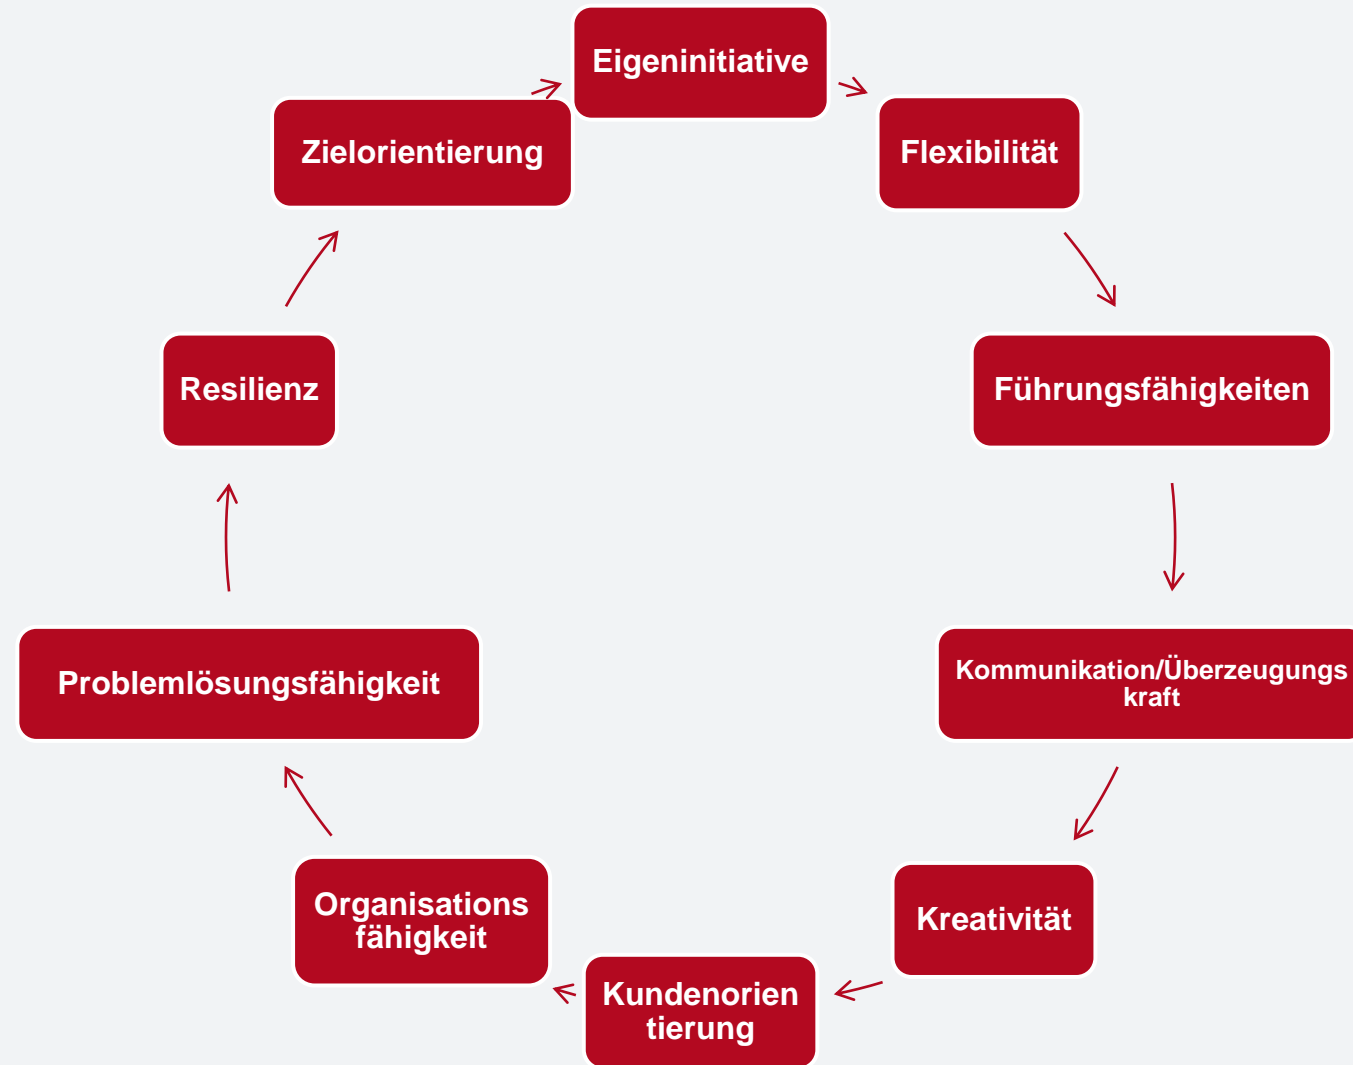 Eigeninitiative
Flexibilität
Führungsfähigkeiten
Kommunikation/Überzeugungs
kraft
Kreativität
Kundenorien
tierung
Organisations
fähigkeit
Problemlösungsfähigkeit
Resilienz
Zielorientierung